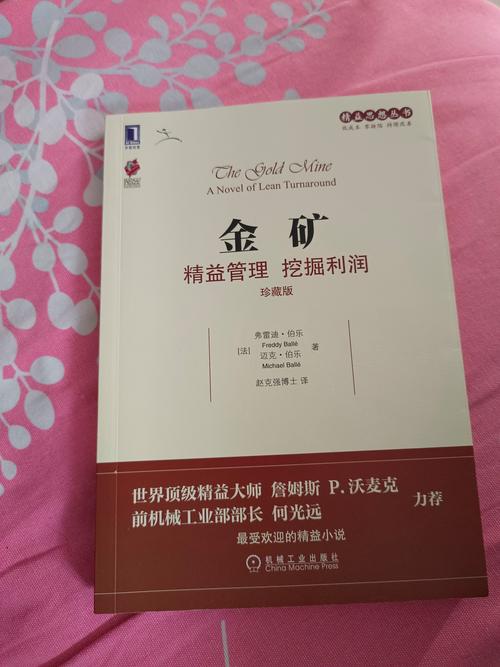 精益思想丛书
The Gold Mine
A Novel of Lean Turnaround
金矿
精益管理 挖掘利润
珍藏版
弗雷迪·伯乐
Freddy Ballé
[法] 著
迈克·伯乐
Michael Ballé
赵克强博士 译
世界顶级精益大师 詹姆斯 P. 沃麦克
前机械工业部部长 何光远
力荐
最受欢迎的精益小说
机械工业出版社
China Machine Press